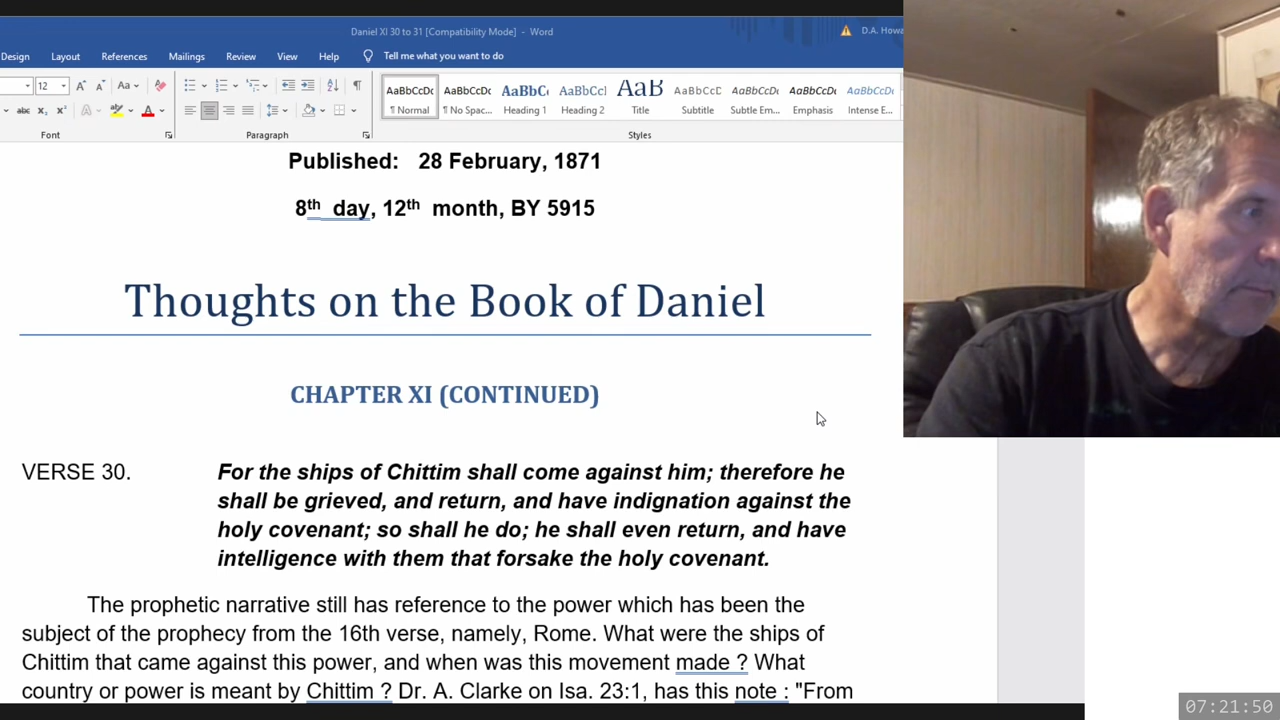 Daniel XI 30 to 31 [Compatibility Mode] - Word
D.A. Howa
Design Layout References Mailings Review View Help Tell me what you want to do
12 Aa
AaBbCcDc AaBbCcDc AaBbC AaBbCcI AaB AaBbCcD AaBbCcDc AaBbCcDc AaBbCcDc
abc x₂ x² A
¶ Normal ¶ No Spac... Heading 1 Heading 2 Title Subtitle Subtle Em... Emphasis Intense E...
Font Paragraph Styles
Published: 28 February, 1871
8th day, 12th month, BY 5915
Thoughts on the Book of Daniel
CHAPTER XI (CONTINUED)
VERSE 30. For the ships of Chittim shall come against him; therefore he
shall be grieved, and return, and have indignation against the
holy covenant; so shall he do; he shall even return, and have
intelligence with them that forsake the holy covenant.
The prophetic narrative still has reference to the power which has been the
subject of the prophecy from the 16th verse, namely, Rome. What were the ships of
Chittim that came against this power, and when was this movement made ? What
country or power is meant by Chittim ? Dr. A. Clarke on Isa. 23:1, has this note : "From
07:21:50